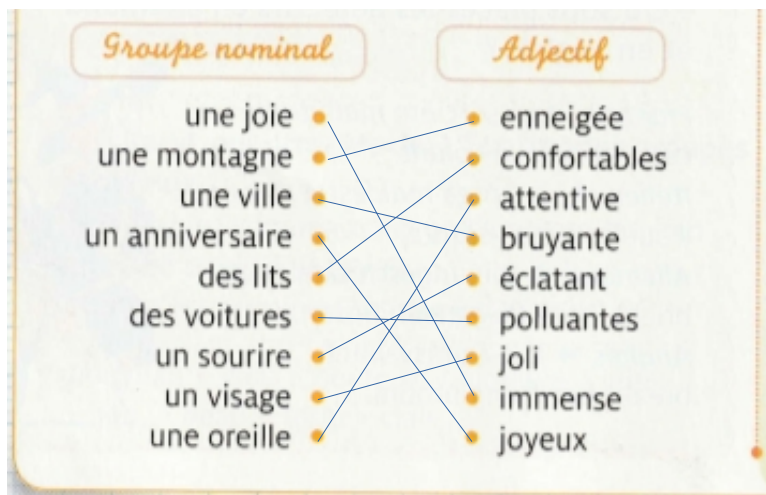 Groupe nominal Adjectif
une joie enneigée
une montagne confortables
une ville attentive
un anniversaire bruyante
des lits éclatant
des voitures polluantes
un sourire joli
un visage immense
une oreille joyeux